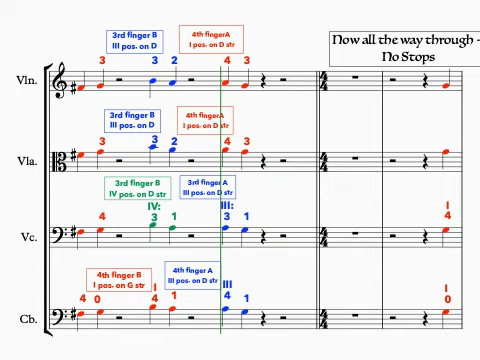 Now all the way through -
No Stops
3rd finger B
III pos on D
4th fingerA
I pos on D str
Vln.
3 3 2 4 3
3rd finger B
III pos. on D
4th fingerA
I pos. on D str
Vla.
3 3 2 4 3
3rd finger B
IV pos on D str
3rd finger A
III pos on D str
IV: III: I
Vc.
4 3 1 3 1 4
4th finger B
I pos. on G str
4th finger A
III pos. on D str
I III I
Cb.
4 0 4 1 4 1 0